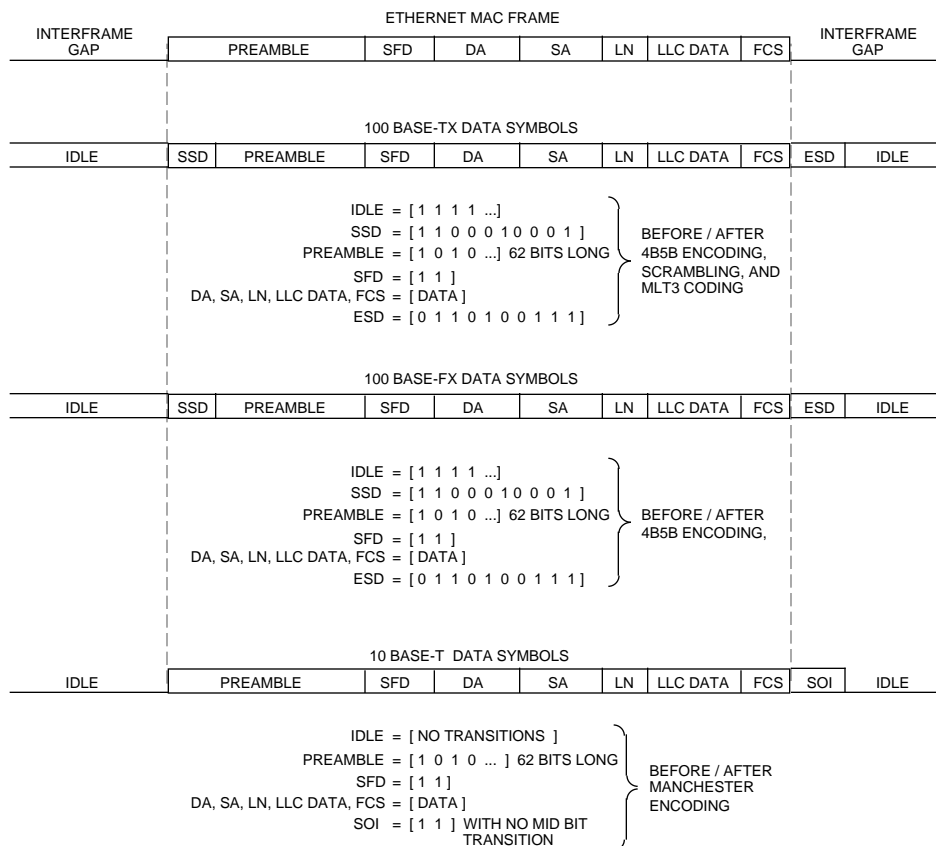 ETHERNET MAC FRAME
INTERFRAME GAP
INTERFRAME GAP
PREAMBLE SFD DA SA LN LLC DATA FCS
100 BASE-TX DATA SYMBOLS
IDLE SSD PREAMBLE SFD DA SA LN LLC DATA FCS ESD IDLE
IDLE = [ 1 1 1 1 ...]
SSD = [ 1 1 0 0 0 1 0 0 0 1 ]
PREAMBLE = [ 1 0 1 0 ...] 62 BITS LONG
SFD = [ 1 1 ]
DA, SA, LN, LLC DATA, FCS = [ DATA ]
ESD = [ 0 1 1 0 1 0 0 1 1 1 ]
BEFORE / AFTER
4B5B ENCODING,
SCRAMBLING, AND
MLT3 CODING
100 BASE-FX DATA SYMBOLS
IDLE SSD PREAMBLE SFD DA SA LN LLC DATA FCS ESD IDLE
IDLE = [ 1 1 1 1 ...]
SSD = [ 1 1 0 0 0 1 0 0 0 1 ]
PREAMBLE = [ 1 0 1 0 ...] 62 BITS LONG
SFD = [ 1 1 ]
DA, SA, LN, LLC DATA, FCS = [ DATA ]
ESD = [ 0 1 1 0 1 0 0 1 1 1 ]
BEFORE / AFTER
4B5B ENCODING,
10 BASE-T DATA SYMBOLS
IDLE PREAMBLE SFD DA SA LN LLC DATA FCS SOI IDLE
IDLE = [ NO TRANSITIONS ]
PREAMBLE = [ 1 0 1 0 ... ] 62 BITS LONG
SFD = [ 1 1 ]
DA, SA, LN, LLC DATA, FCS = [ DATA ]
SOI = [ 1 1 ] WITH NO MID BIT
TRANSITION
BEFORE / AFTER
MANCHESTER
ENCODING